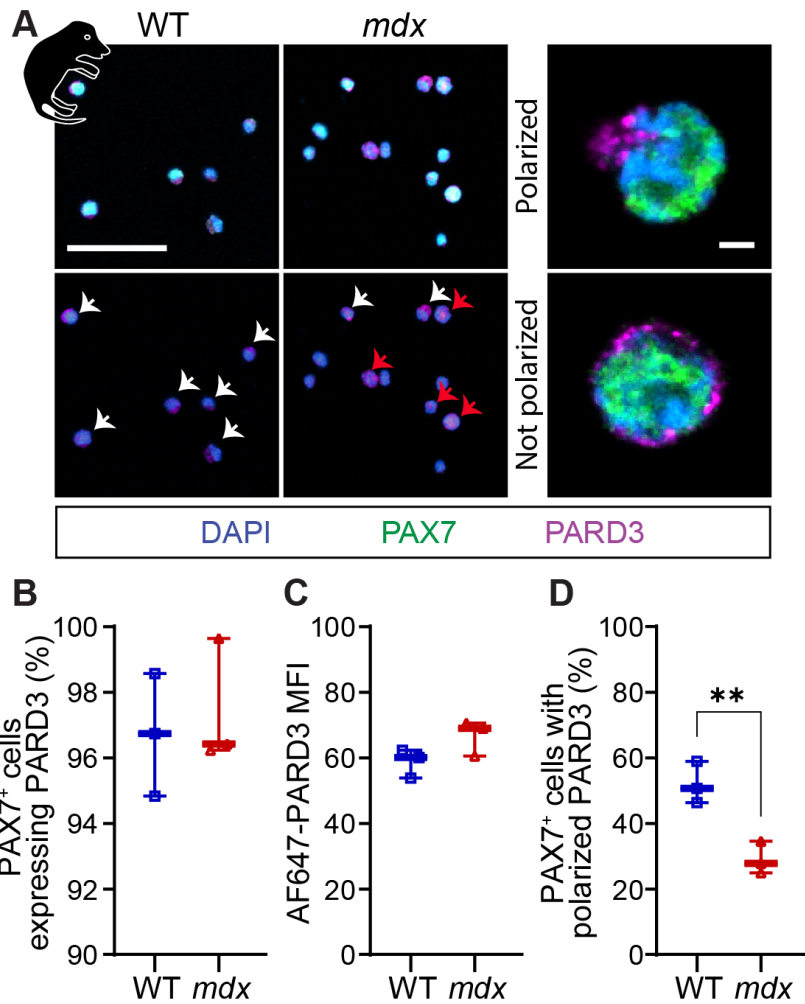 A
WT
mdx
Polarized
Not polarized
DAPI
PAX7
PARD3
B
PAX7+ cells
expressing PARD3 (%)
100
98
96
94
92
90
WT
mdx
C
AF647-PARD3 MFI
100
80
60
40
20
0
WT
mdx
D
PAX7+ cells with
polarized PARD3 (%)
100
80
60
40
20
0
**
WT
mdx